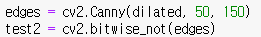 edges = cv2.Canny(dilated, 50, 150)
test2 = cv2.bitwise_not(edges)